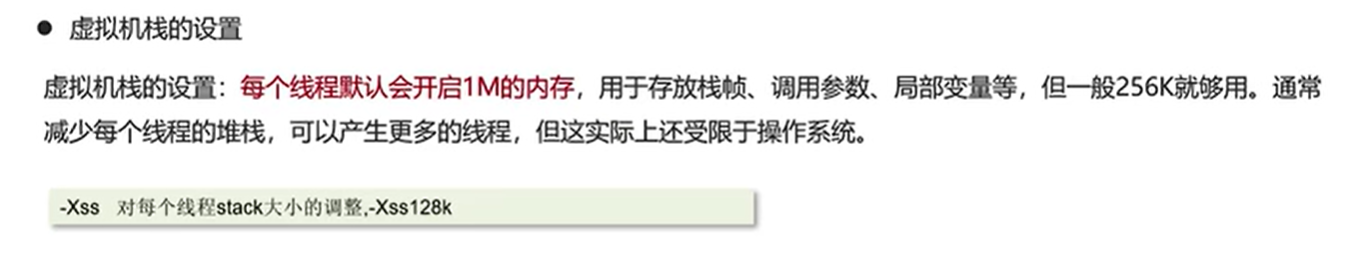 ● 虚拟机栈的设置
虚拟机栈的设置：每个线程默认会开启1M的内存，用于存放栈帧、调用参数、局部变量等，但一般256K就够用。通常
减少每个线程的堆栈，可以产生更多的线程，但这实际上还受限于操作系统。
-Xss 对每个线程stack大小的调整,-Xss128k